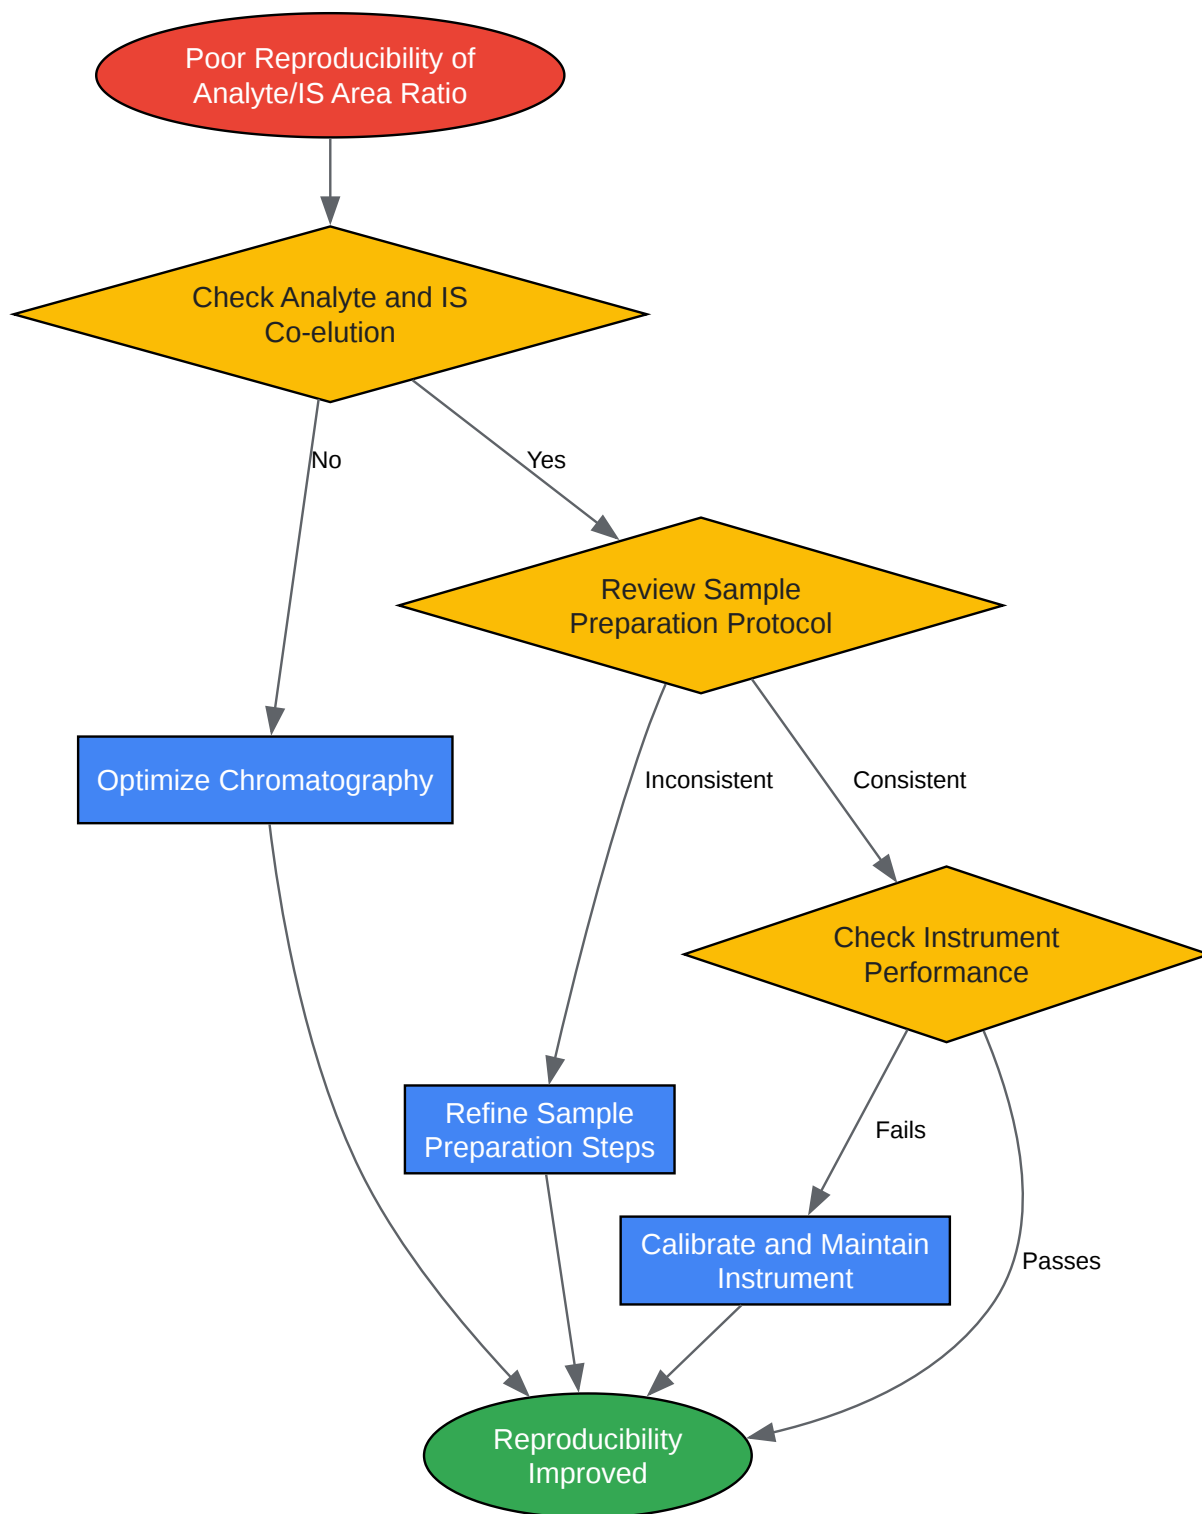 Poor Reproducibility of
Analyte/IS Area Ratio
Check Analyte and IS
Co-elution
No
Yes
Review Sample
Preparation Protocol
Optimize Chromatography
Inconsistent
Consistent
Check Instrument
Performance
Refine Sample
Preparation Steps
Fails
Calibrate and Maintain
Instrument
Passes
Reproducibility
Improved